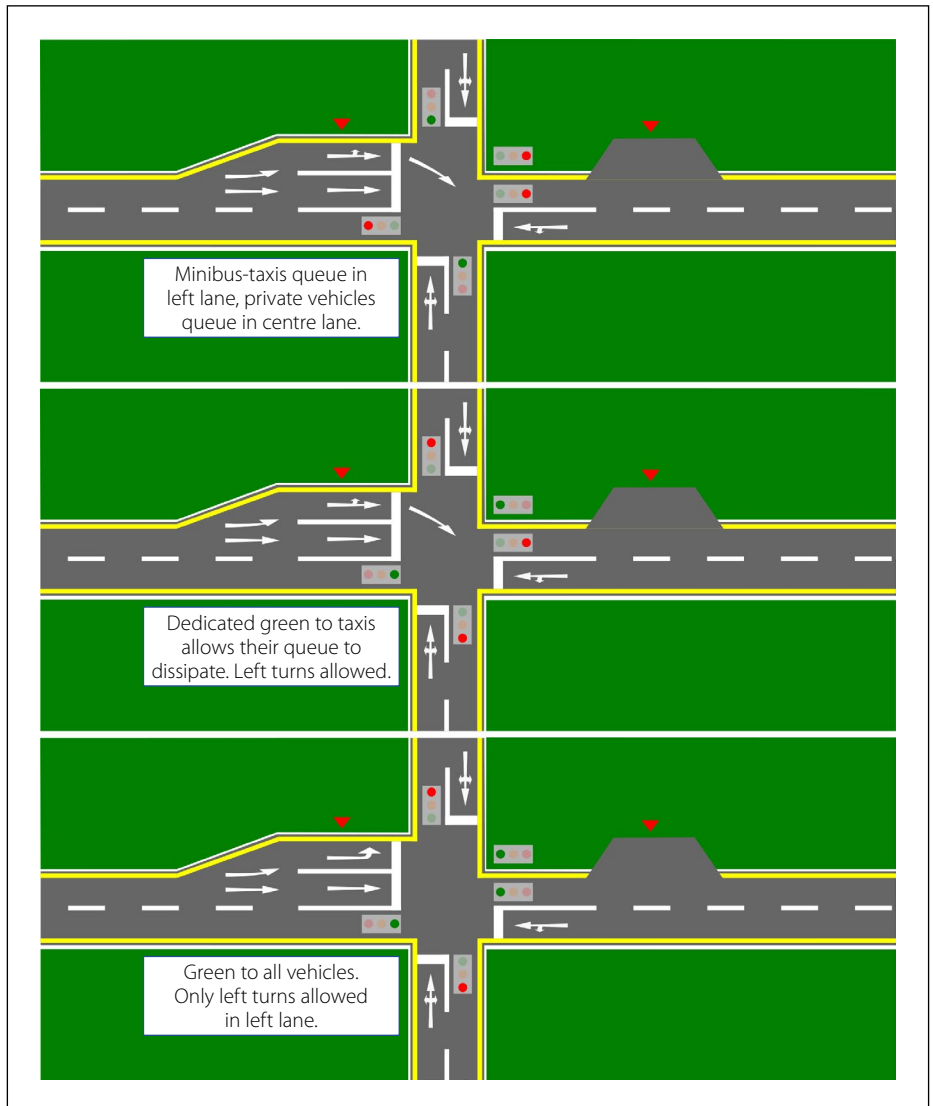 Minibus-taxis queue in
left lane, private vehicles
queue in centre lane.
Dedicated green to taxis
allows their queue to
dissipate. Left turns allowed.
Green to all vehicles.
Only left turns allowed
in left lane.